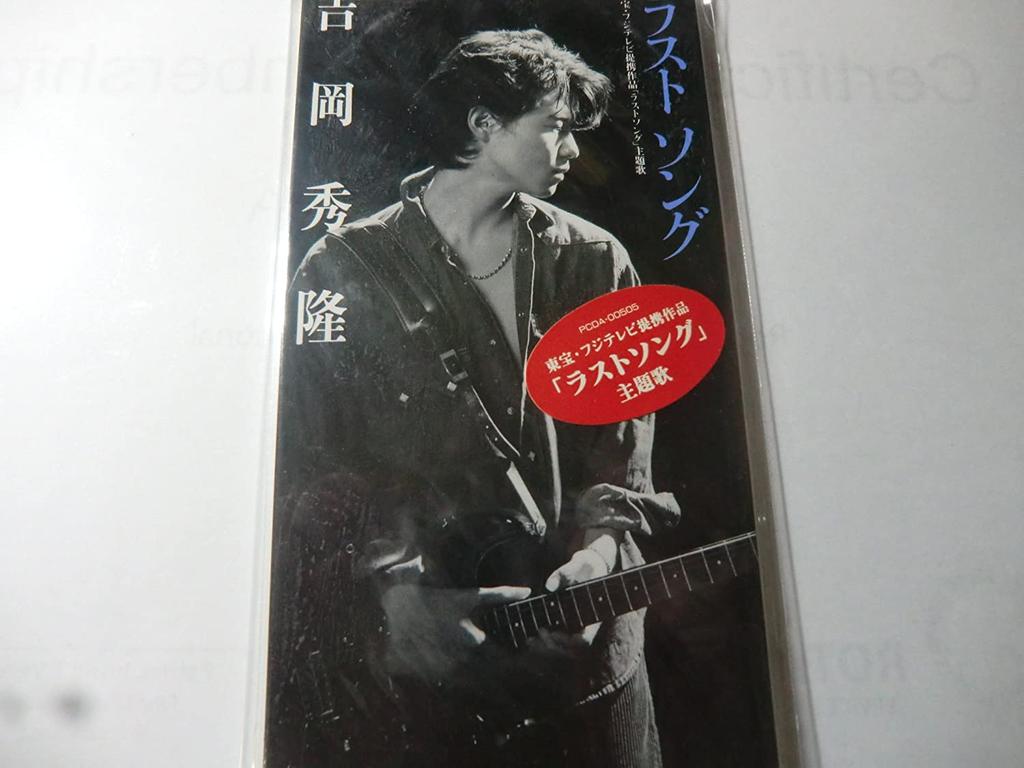 吉岡秀隆
ラストソング
宝・フジテレビ提携作品「ラストソング」主題歌
PCDA-00505
東宝・フジテレビ提携作品
「ラストソング」
主題歌